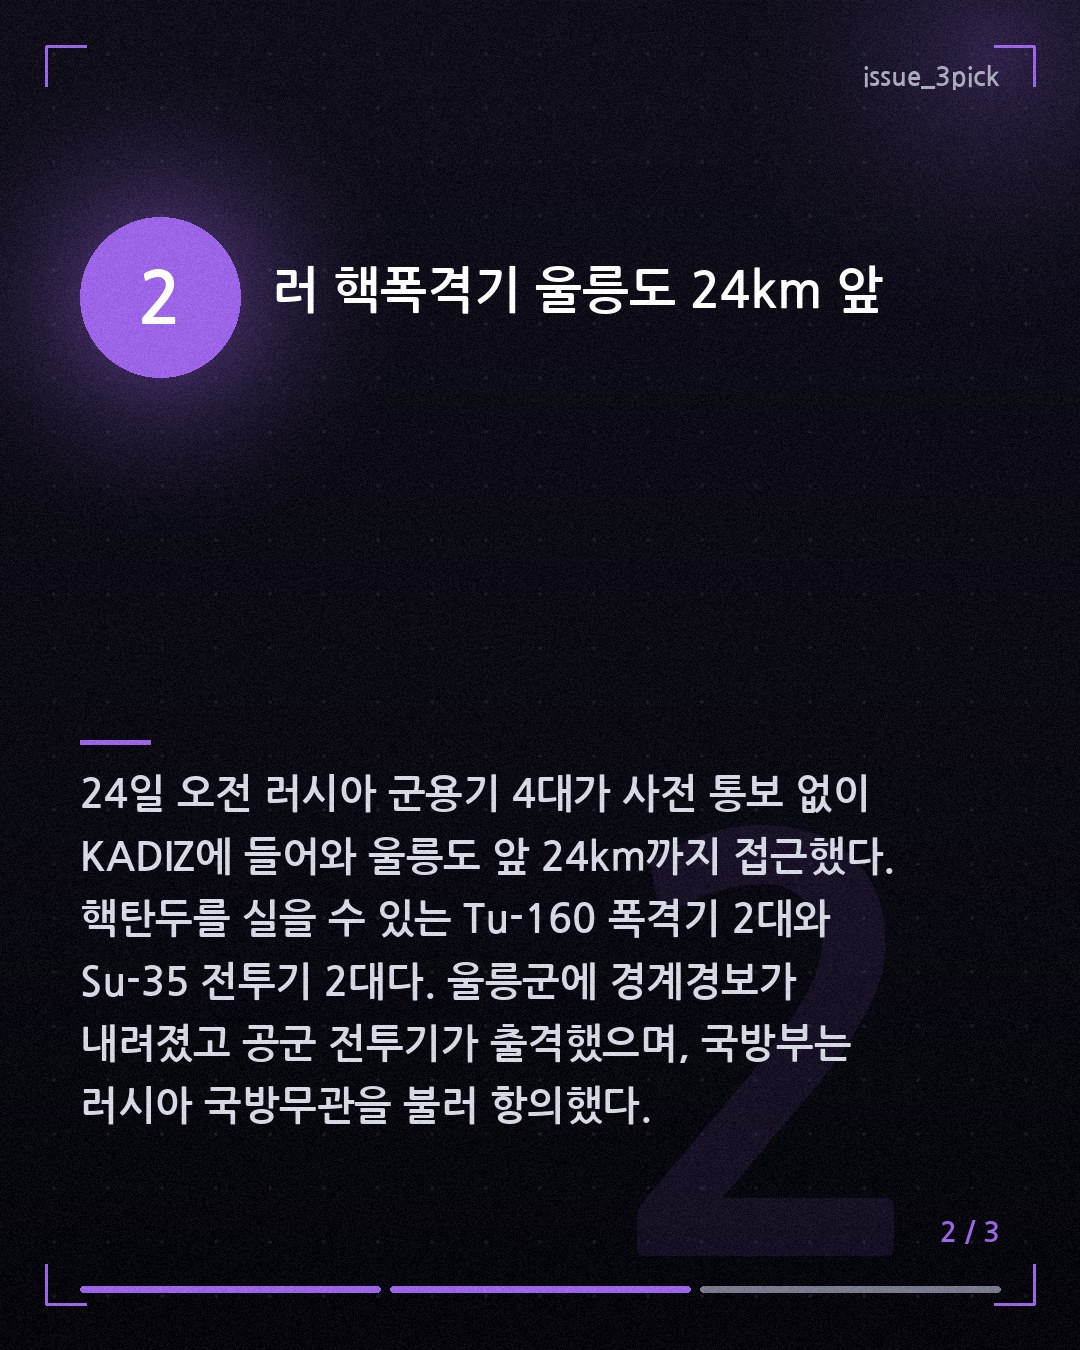 issue_3pick
2
러 핵폭격기 울릉도 24km 앞
24일 오전 러시아 군용기 4대가 사전 통보 없이
KADIZ에 들어와 울릉도 앞 24km까지 접근했다.
핵탄두를 실을 수 있는 Tu-160 폭격기 2대와
Su-35 전투기 2대다. 울릉군에 경계경보가
내려졌고 공군 전투기가 출격했으며, 국방부는
러시아 국방무관을 불러 항의했다.
2
2 / 3